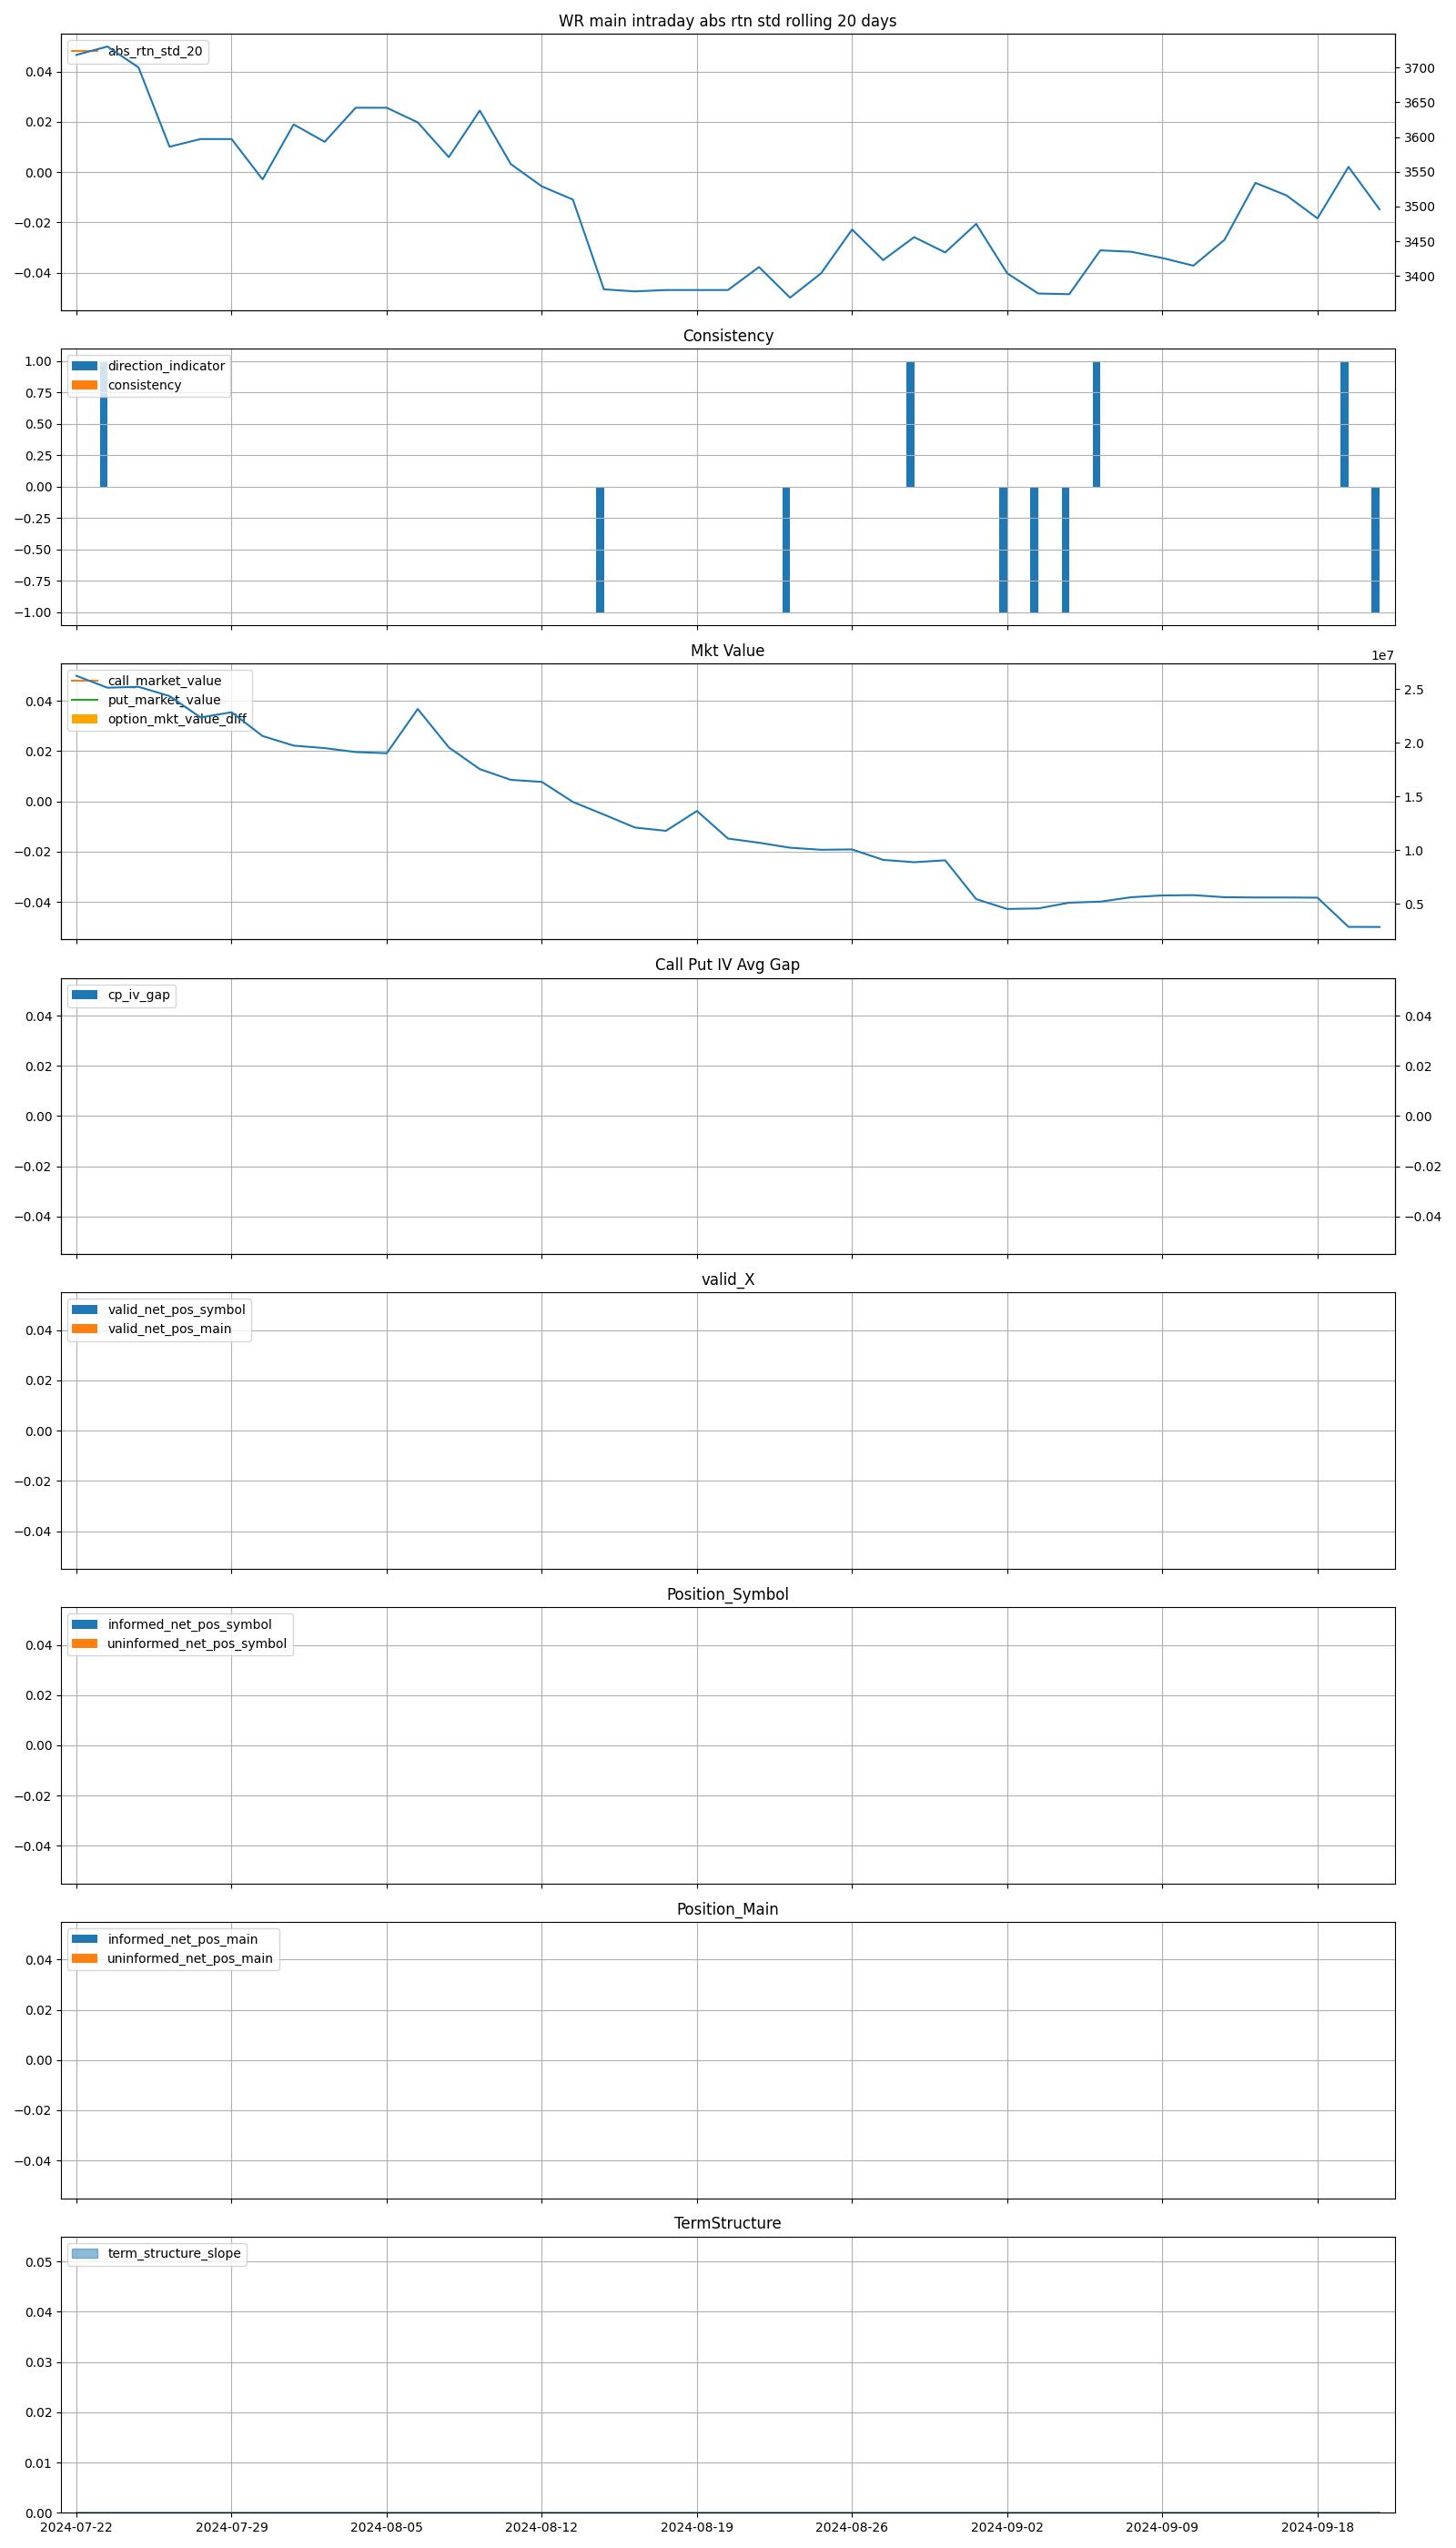 WR main intraday abs rtn std rolling 20 days
abs_rtn_std_20
0.04
0.02
0.00
−0.02
−0.04
3700
3650
3600
3550
3500
3450
3400
Consistency
direction_indicator
consistency
1.00
0.75
0.50
0.25
0.00
−0.25
−0.50
−0.75
−1.00
Mkt Value
1e7
call_market_value
put_market_value
option_mkt_value_diff
0.04
0.02
0.00
−0.02
−0.04
2.5
2.0
1.5
1.0
0.5
Call Put IV Avg Gap
cp_iv_gap
0.04
0.02
0.00
−0.02
−0.04
0.04
0.02
0.00
−0.02
−0.04
valid_X
valid_net_pos_symbol
valid_net_pos_main
0.04
0.02
0.00
−0.02
−0.04
Position_Symbol
informed_net_pos_symbol
uninformed_net_pos_symbol
0.04
0.02
0.00
−0.02
−0.04
Position_Main
informed_net_pos_main
uninformed_net_pos_main
0.04
0.02
0.00
−0.02
−0.04
TermStructure
term_structure_slope
0.05
0.04
0.03
0.02
0.01
0.00
2024-07-22 2024-07-29 2024-08-05 2024-08-12 2024-08-19 2024-08-26 2024-09-02 2024-09-09 2024-09-18